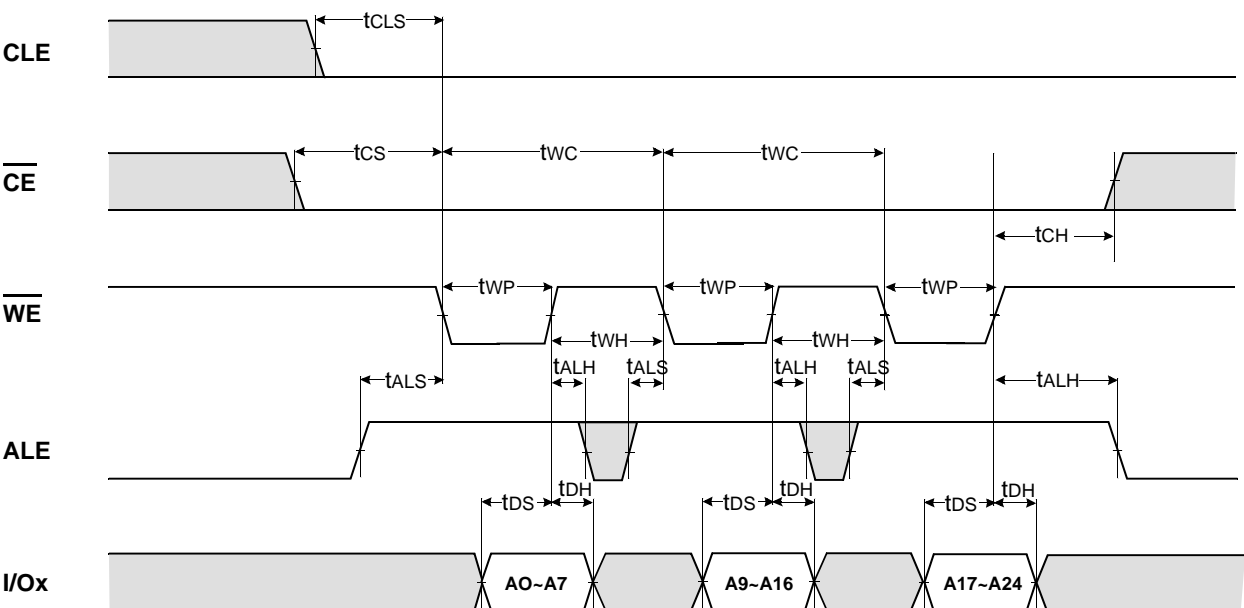 tCLS
CLE
tCS tWC tWC
CE
tCH
tWP tWP tWP
WE
tWH tWH
tALH tALS tALH tALS
tALS tALH
ALE
tDS tDH tDS tDH tDS tDH
I/Ox AO~A7 A9~A16 A17~A24